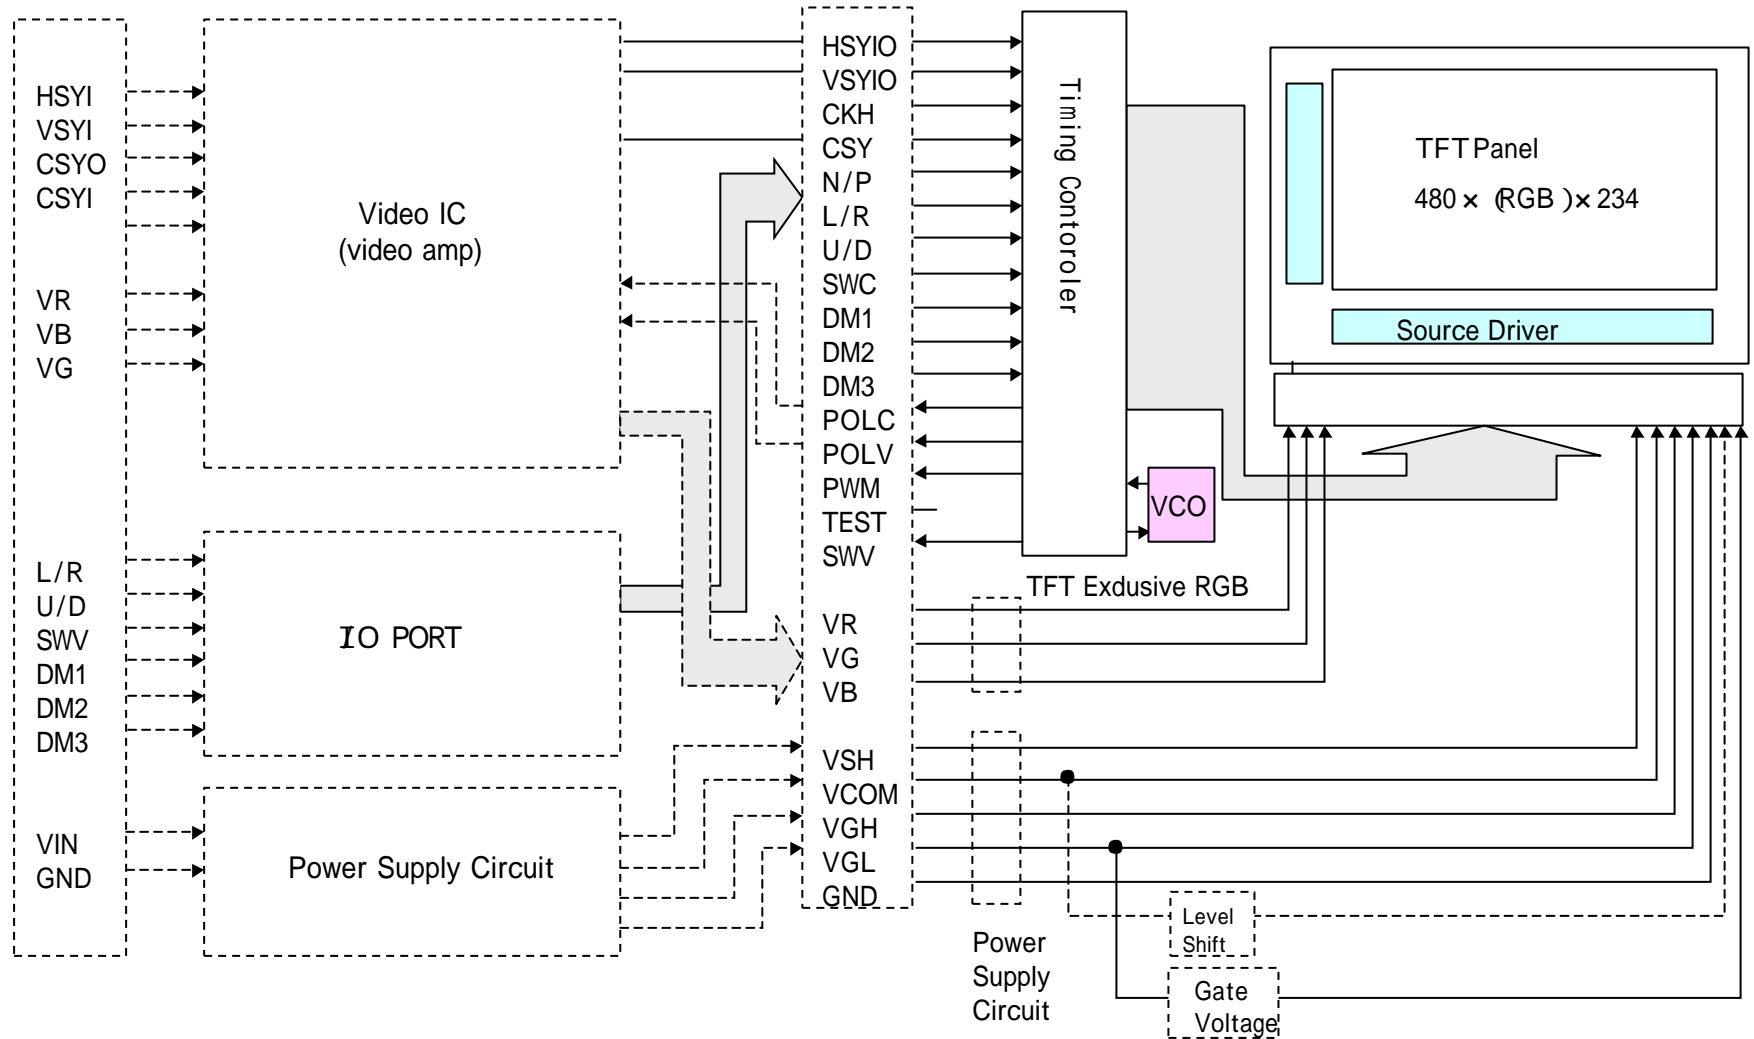 HSYI
VSYI
CSYO
CSYI
VR
VB
VG
L/R
U/D
SWV
DM1
DM2
DM3
VIN
GND
Video IC
(video amp)
IO PORT
Power Supply Circuit
HSYIO
VSYIO
CKH
CSY
N/P
L/R
U/D
SWC
DM1
DM2
DM3
POLC
POLV
PWM
TEST
SWV
VR
VG
VB
VSH
VCOM
VGH
VGL
GND
Timing Contoroler
VCO
TFT Exdusive RGB
TFT Panel
480 × (RGB ) × 234
Source Driver
Power
Supply
Circuit
Level
Shift
Gate
Voltage